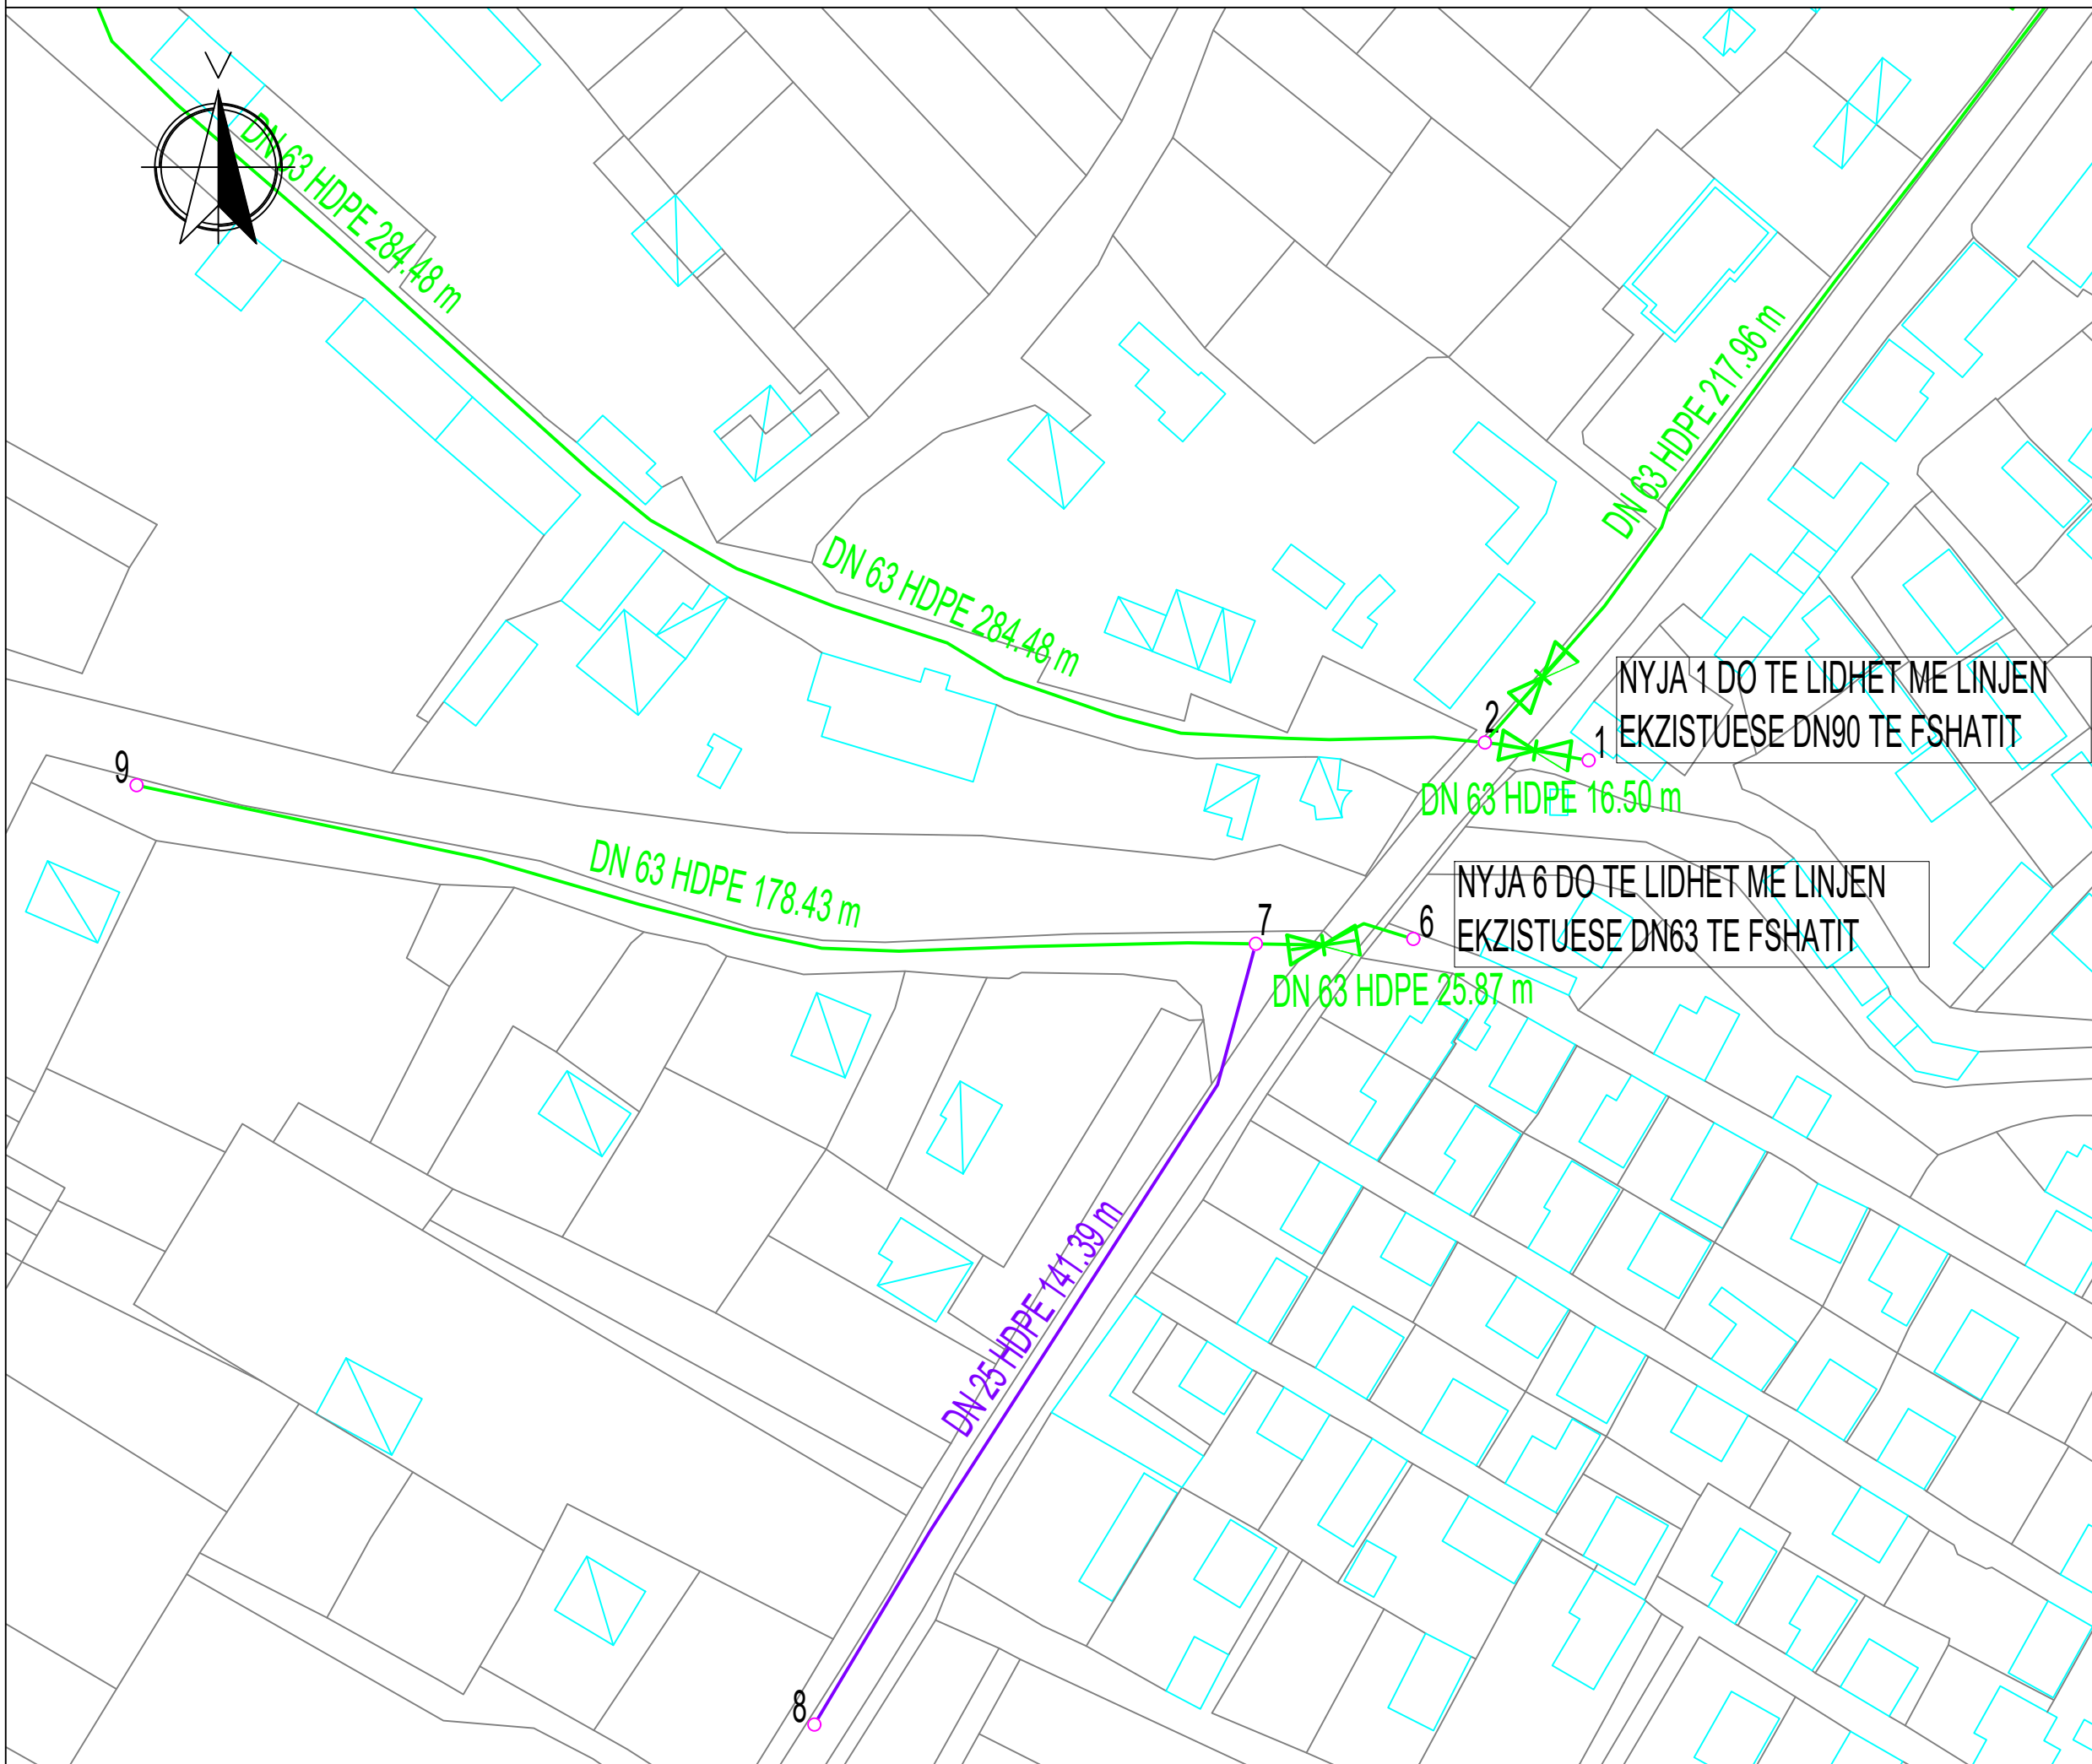 DN 63 HDPE 284.48 m
DN 63 HDPE 217.96 m
DN 63 HDPE 284.48 m
2
1
NYJA 1 DO TE LIDHET ME LINJEN
EKZISTUESE DN90 TE FSHATIT
DN 63 HDPE 16.50 m
9
DN 63 HDPE 178.43 m
7
6
NYJA 6 DO TE LIDHET ME LINJEN
EKZISTUESE DN63 TE FSHATIT
DN 63 HDPE 25.87 m
DN 25 HDPE 141.39 m
8